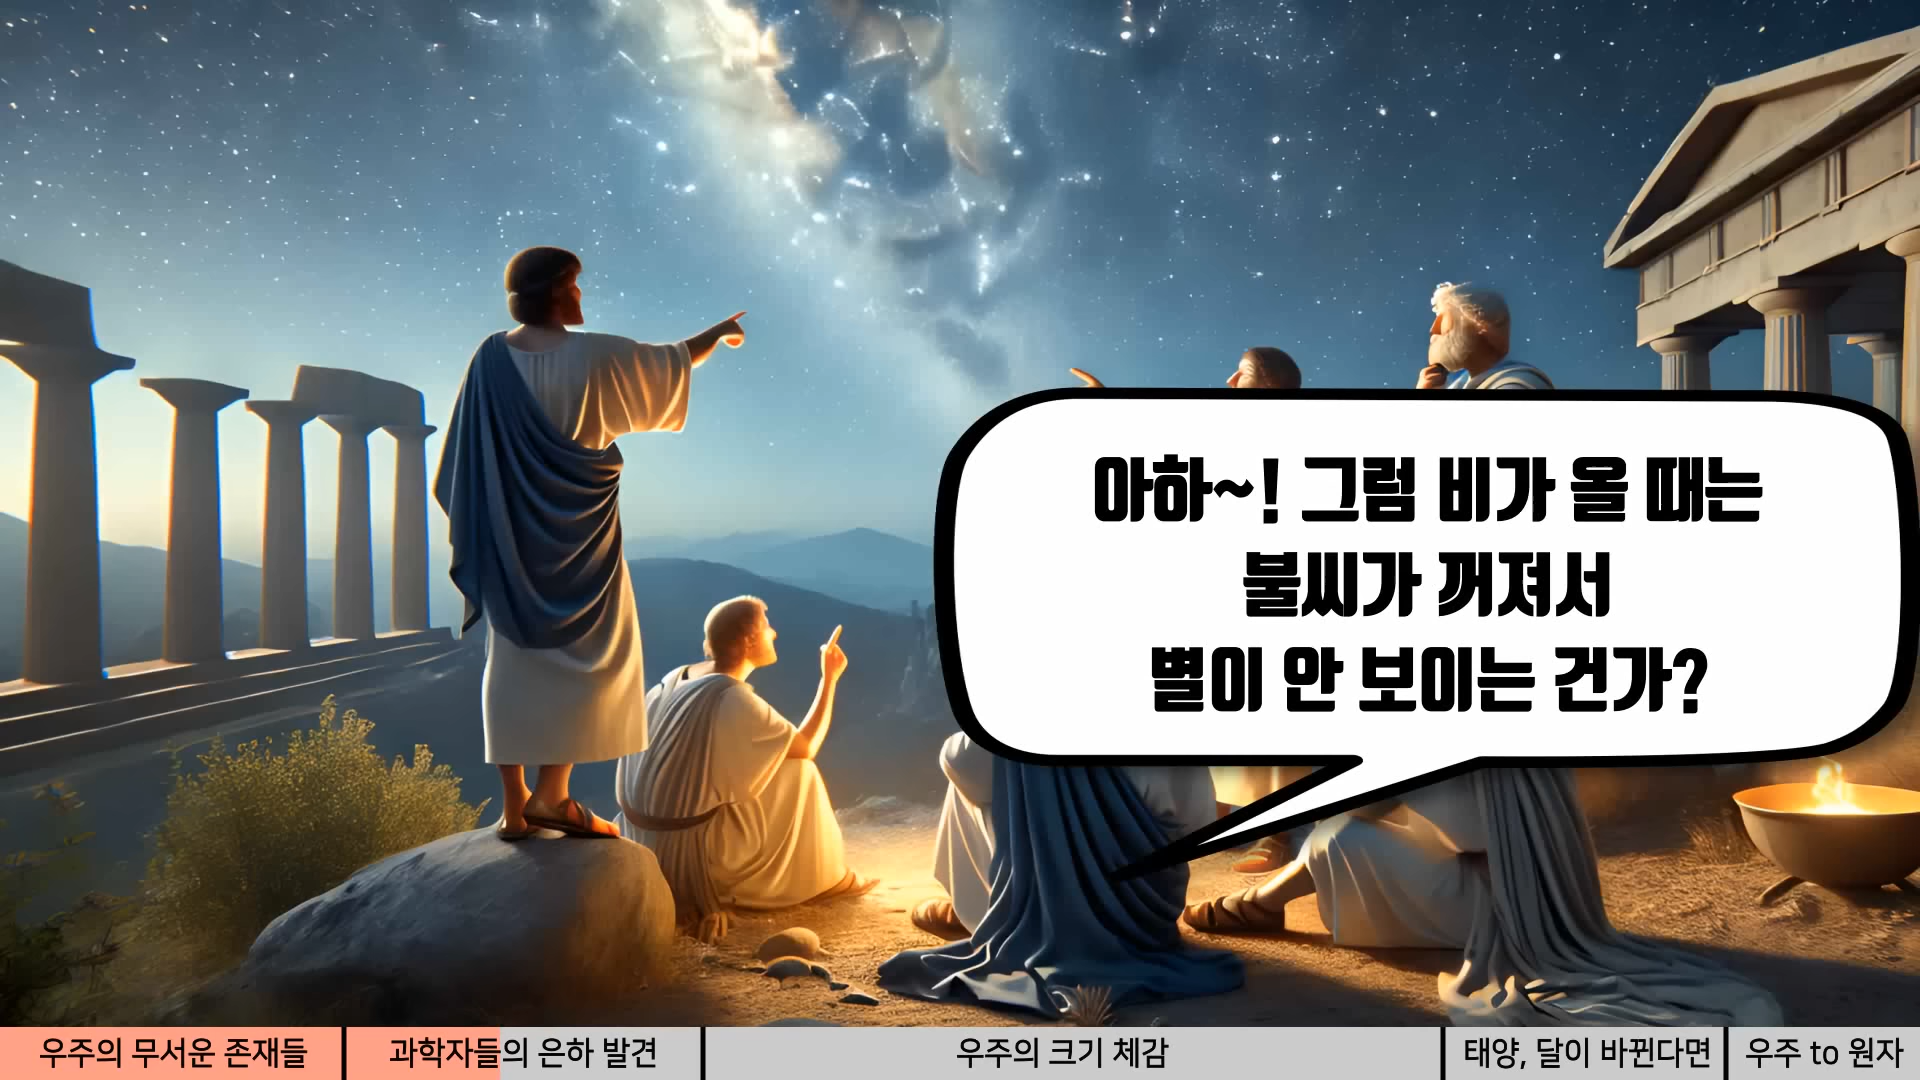 아하~! 그럼 비가 올 때는
불씨가 꺼져서
별이 안 보이는 건가?
우주의 무서운 존재들
과학자들의 은하 발견
우주의 크기 체감
태양, 달이 바뀐다면
우주 to 원자